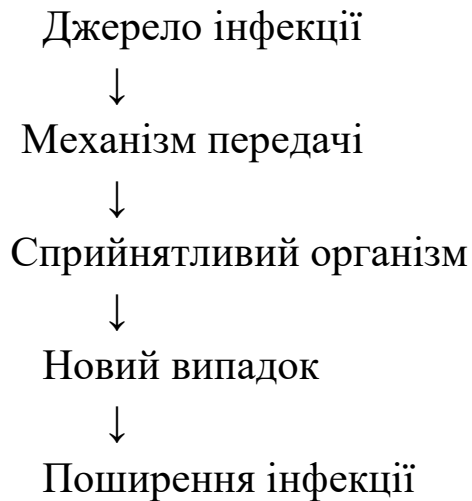 Джерело інфекції
↓
Механізм передачі
↓
Сприйнятливий організм
↓
Новий випадок
↓
Поширення інфекції